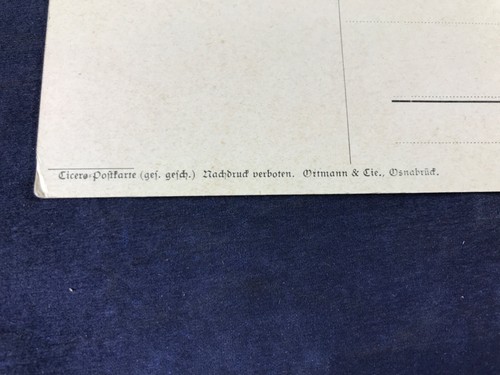 Cicero-Postkarte (ges. gesch.) Nachdruck verboten. Ortmann & Cie., Osnabrück.